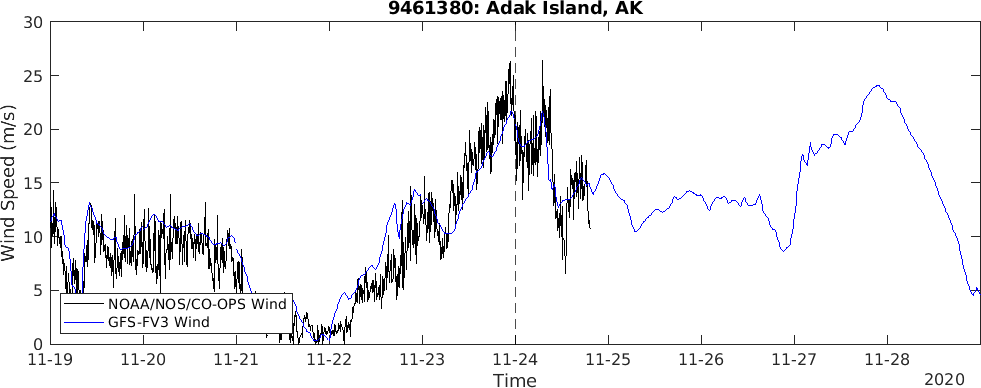 9461380: Adak Island, AK
30
25
20
15
10
5
0
Wind Speed (m/s)
NOAA/NOS/CO-OPS Wind
GFS-FV3 Wind
11-19 11-20 11-21 11-22 11-23 11-24 11-25 11-26 11-27 11-28
Time
2020